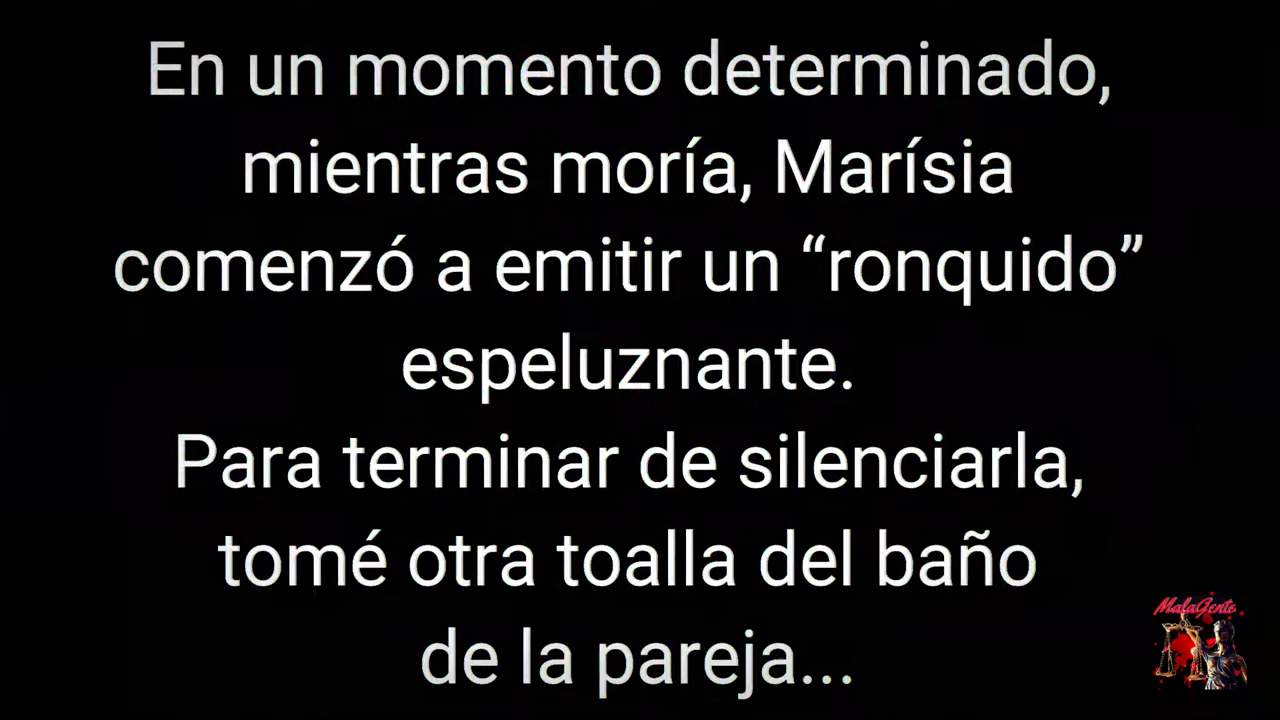 En un momento determinado,
mientras moría, Marísia
comenzó a emitir un “ronquido”
espeluznante.
Para terminar de silenciarla,
tomé otra toalla del baño
de la pareja...
MalaGente